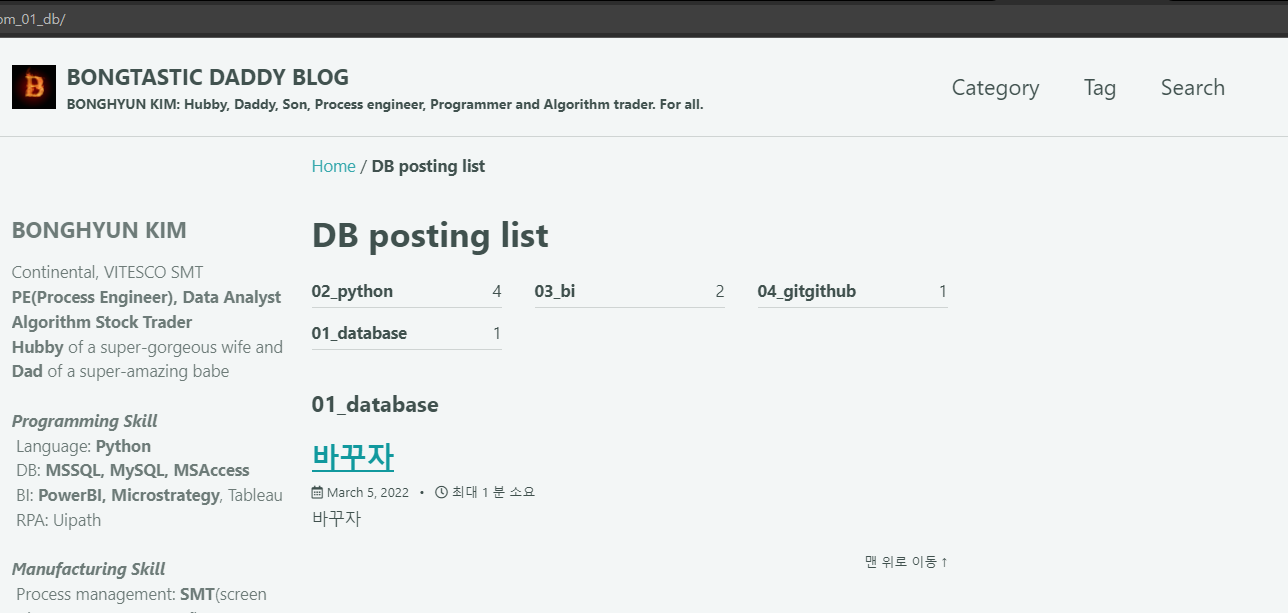 om_01_db/
BONGTASTIC DADDY BLOG
BONGHYUN KIM: Hubby, Daddy, Son, Process engineer, Programmer and Algorithm trader. For all.
Category Tag Search
Home / DB posting list
BONGHYUN KIM
Continental, VITESCO SMT
PE(Process Engineer), Data Analyst
Algorithm Stock Trader
Hubby of a super-gorgeous wife and
Dad of a super-amazing babe
Programming Skill
Language: Python
DB: MSSQL, MySQL, MSAccess
BI: PowerBI, Microstrategy, Tableau
RPA: Uipath
Manufacturing Skill
Process management: SMT(screen
DB posting list
02_python 4 03_bi 2 04_gitgithub 1
01_database 1
01_database
바꾸자
March 5, 2022 • 최대 1 분 소요
바꾸자
맨 위로 이동 ↑